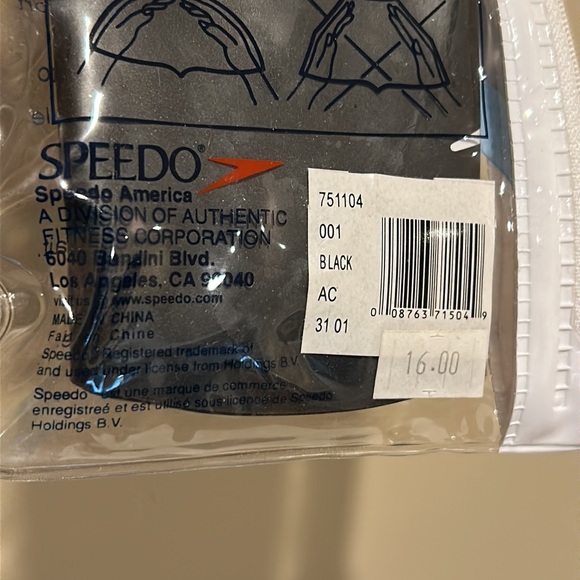 SPEEDO®
Speedo America
A DIVISION OF AUTHENTIC
FITNESS CORPORATION
6040 Bandini Blvd.
Los Angeles, CA 90040
www.speedo.com
MADE CHINA
Chine
Speedo Registered trademark of
and used under license from Holdings B.V.
Speedo est une marque de commerce
enregistreé et est utilisé sous licence de Speedo
Holdings B.V.
751104
001
BLACK
AC
31 01
0 08763 71504 9
16.00